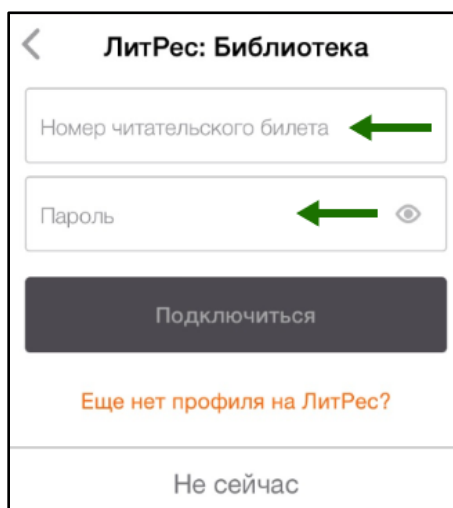 ЛитРес: Библиотека
Номер читательского билета
Пароль
Подключиться
Еще нет профиля на ЛитРес?
Не сейчас